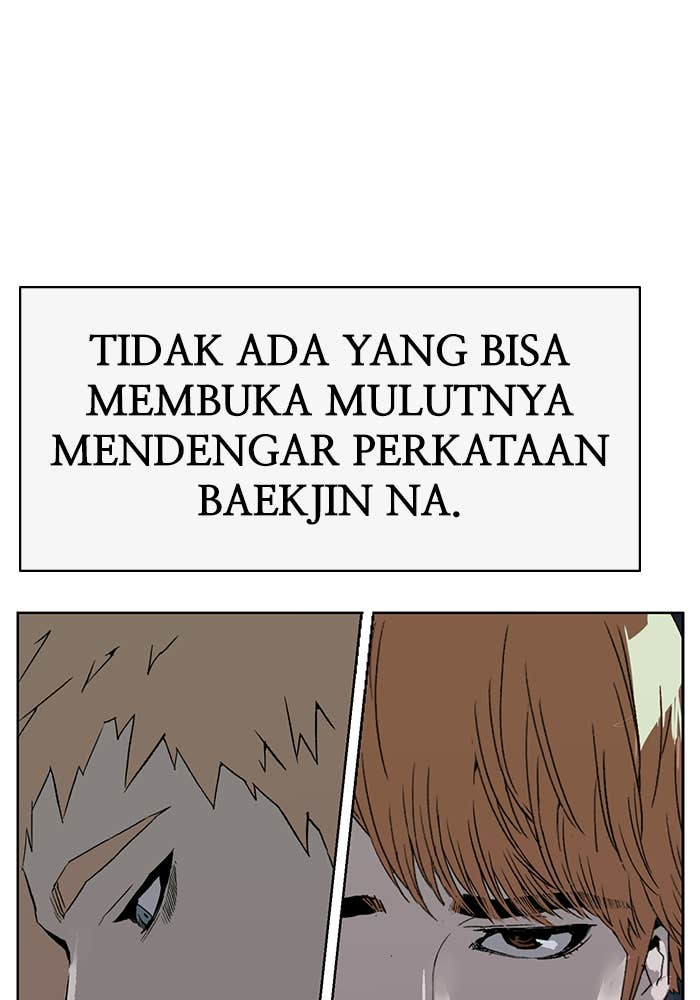 TIDAK ADA YANG BISA
MEMBUKA MULUTNYA
MENDENGAR PERKATAAN
BAEKJIN NA.